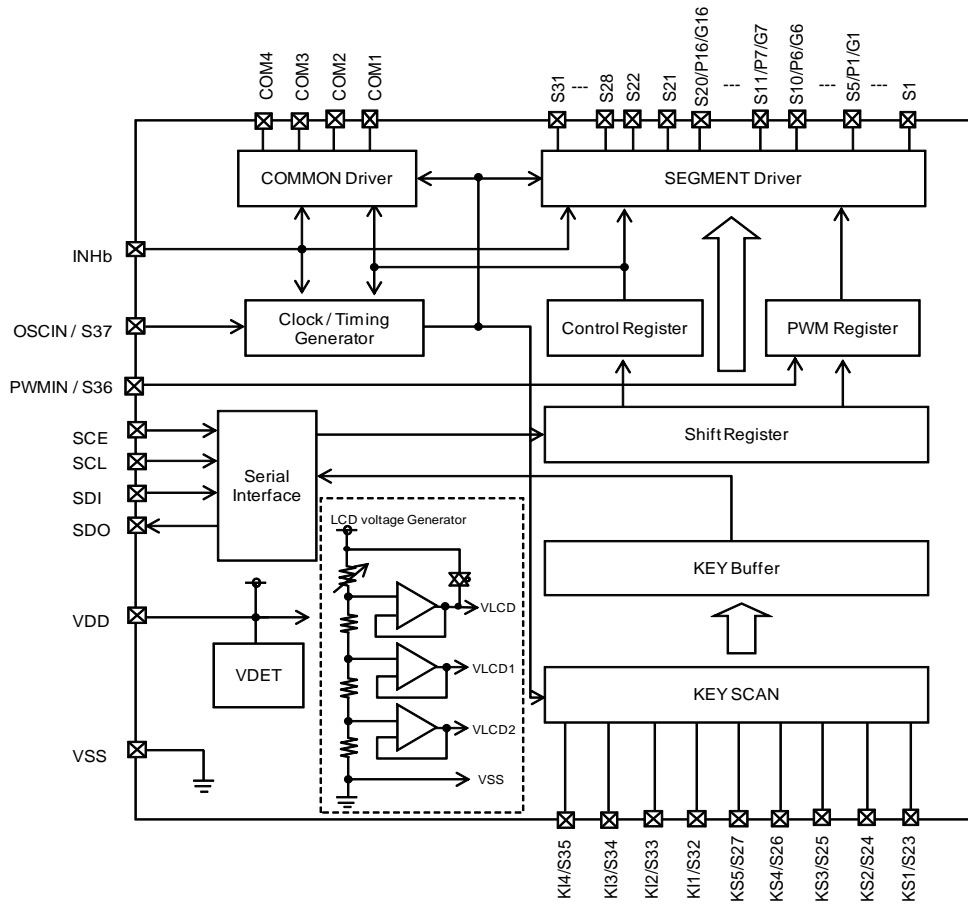 COM4
COM3
COM2
COM1
S31
---
S28
S22
S21
S20/P16/G16
---
S11/P7/G7
S10/P6/G6
---
S5/P1/G1
---
S1
COMMON Driver
SEGMENT Driver
INHb
OSCIN / S37
Clock / Timing
Generator
Control Register
PWM Register
PWMIN / S36
SCE
SCL
SDI
SDO
Serial
Interface
Shift Register
LCD voltage Generator
KEY Buffer
VLCD
VDD
VDET
VLCD1
KEY SCAN
VLCD2
VSS
VSS
KI4/S35
KI3/S34
KI2/S33
KI1/S32
KS5/S27
KS4/S26
KS3/S25
KS2/S24
KS1/S23